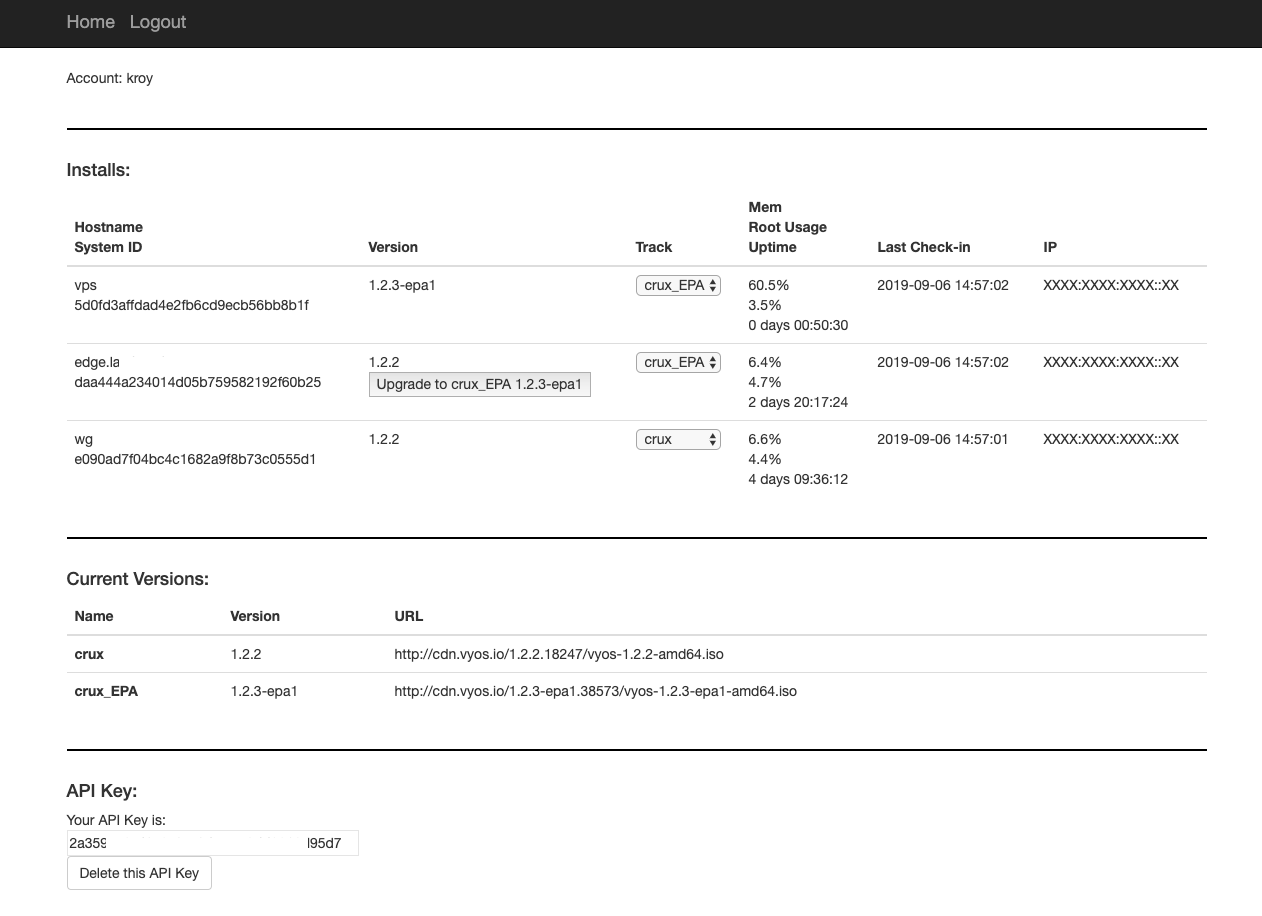 Home Logout
Account: kroy
Installs:
Hostname
System ID
Version
Track
Mem
Root Usage
Uptime
Last Check-in
IP
vps
5d0fd3affdad4e2fb6cd9ecb56bb8b1f
1.2.3-epa1
crux_EPA
60.5%
3.5%
0 days 00:50:30
2019-09-06 14:57:02
XXXX:XXXX:XXXX::XX
edge.la
daa444a234014d05b759582192f60b25
1.2.2
Upgrade to crux_EPA 1.2.3-epa1
crux_EPA
6.4%
4.7%
2 days 20:17:24
2019-09-06 14:57:02
XXXX:XXXX:XXXX::XX
wg
e090ad7f04bc4c1682a9f8b73c0555d1
1.2.2
crux
6.6%
4.4%
4 days 09:36:12
2019-09-06 14:57:01
XXXX:XXXX:XXXX::XX
Current Versions:
Name Version URL
crux 1.2.2 http://cdn.vyos.io/1.2.2.18247/vyos-1.2.2-amd64.iso
crux_EPA 1.2.3-epa1 http://cdn.vyos.io/1.2.3-epa1.38573/vyos-1.2.3-epa1-amd64.iso
API Key:
Your API Key is:
2a359 95d7
Delete this API Key